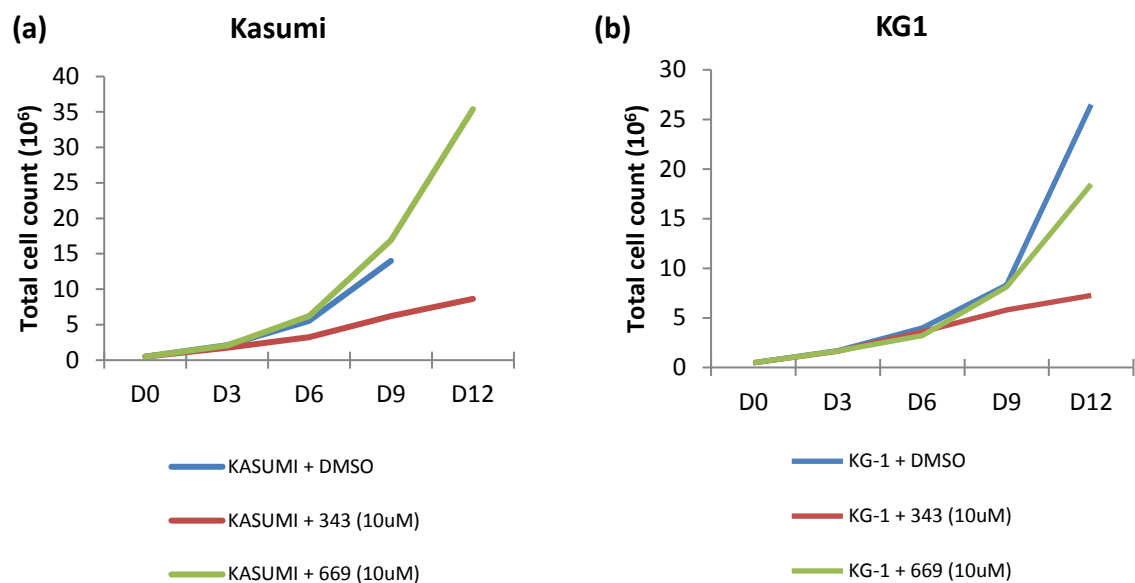 (a)
Kasumi
Total cell count (10⁶)
40
35
30
25
20
15
10
5
0
D0 D3 D6 D9 D12
KASUMI + DMSO
KASUMI + 343 (10uM)
KASUMI + 669 (10uM)
(b)
KG1
Total cell count (10⁶)
30
25
20
15
10
5
0
D0 D3 D6 D9 D12
KG-1 + DMSO
KG-1 + 343 (10uM)
KG-1 + 669 (10uM)